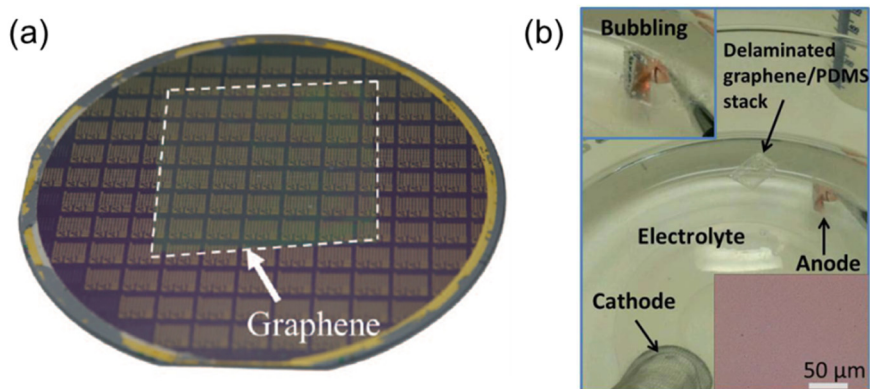 (a)
Graphene
(b)
Bubbling
Delaminated
graphene/PDMS
stack
Electrolyte
Anode
Cathode
50 µm